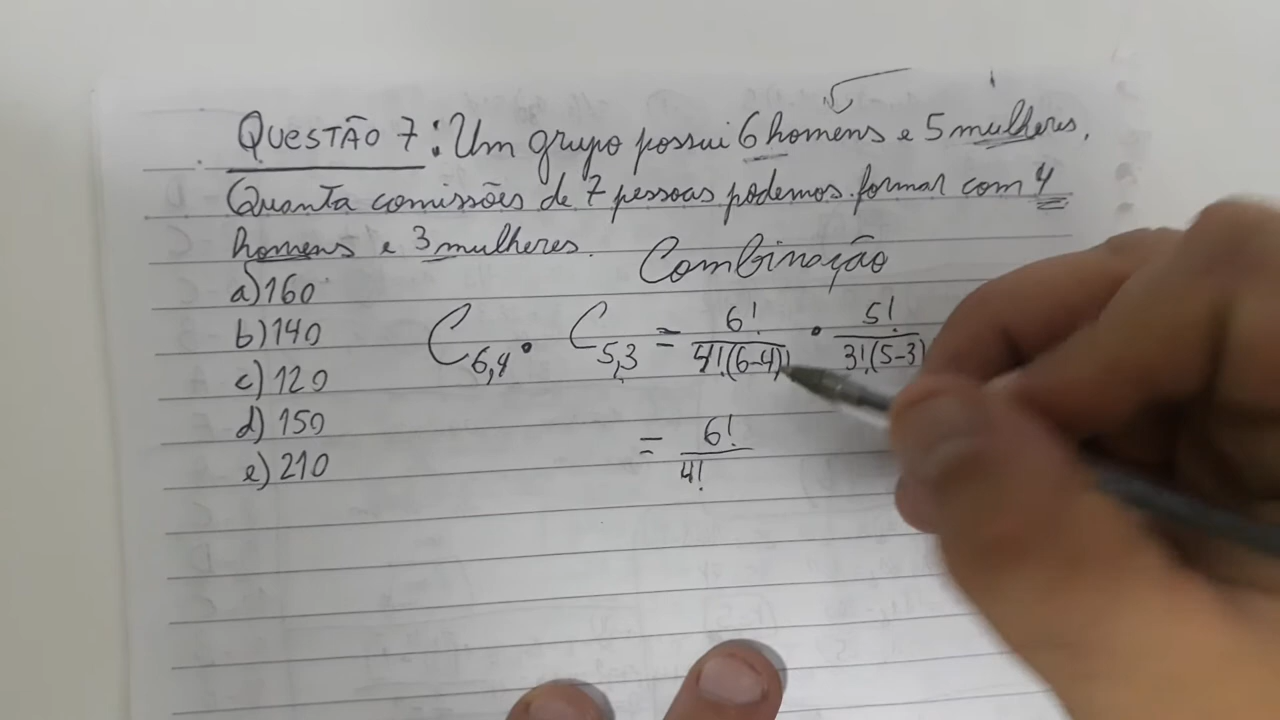 QUESTÃO 7: Um grupo possui 6 homens e 5 mulheres.
Quanta comissões de 7 pessoas podemos formar com 4
homens e 3 mulheres.
Combinação
a) 160
b) 140
c) 120
d) 150
e) 210
C6,4 · C5,3 = 6!/4!(6-4)! · 5!/3!(5-3)
= 6!/4!